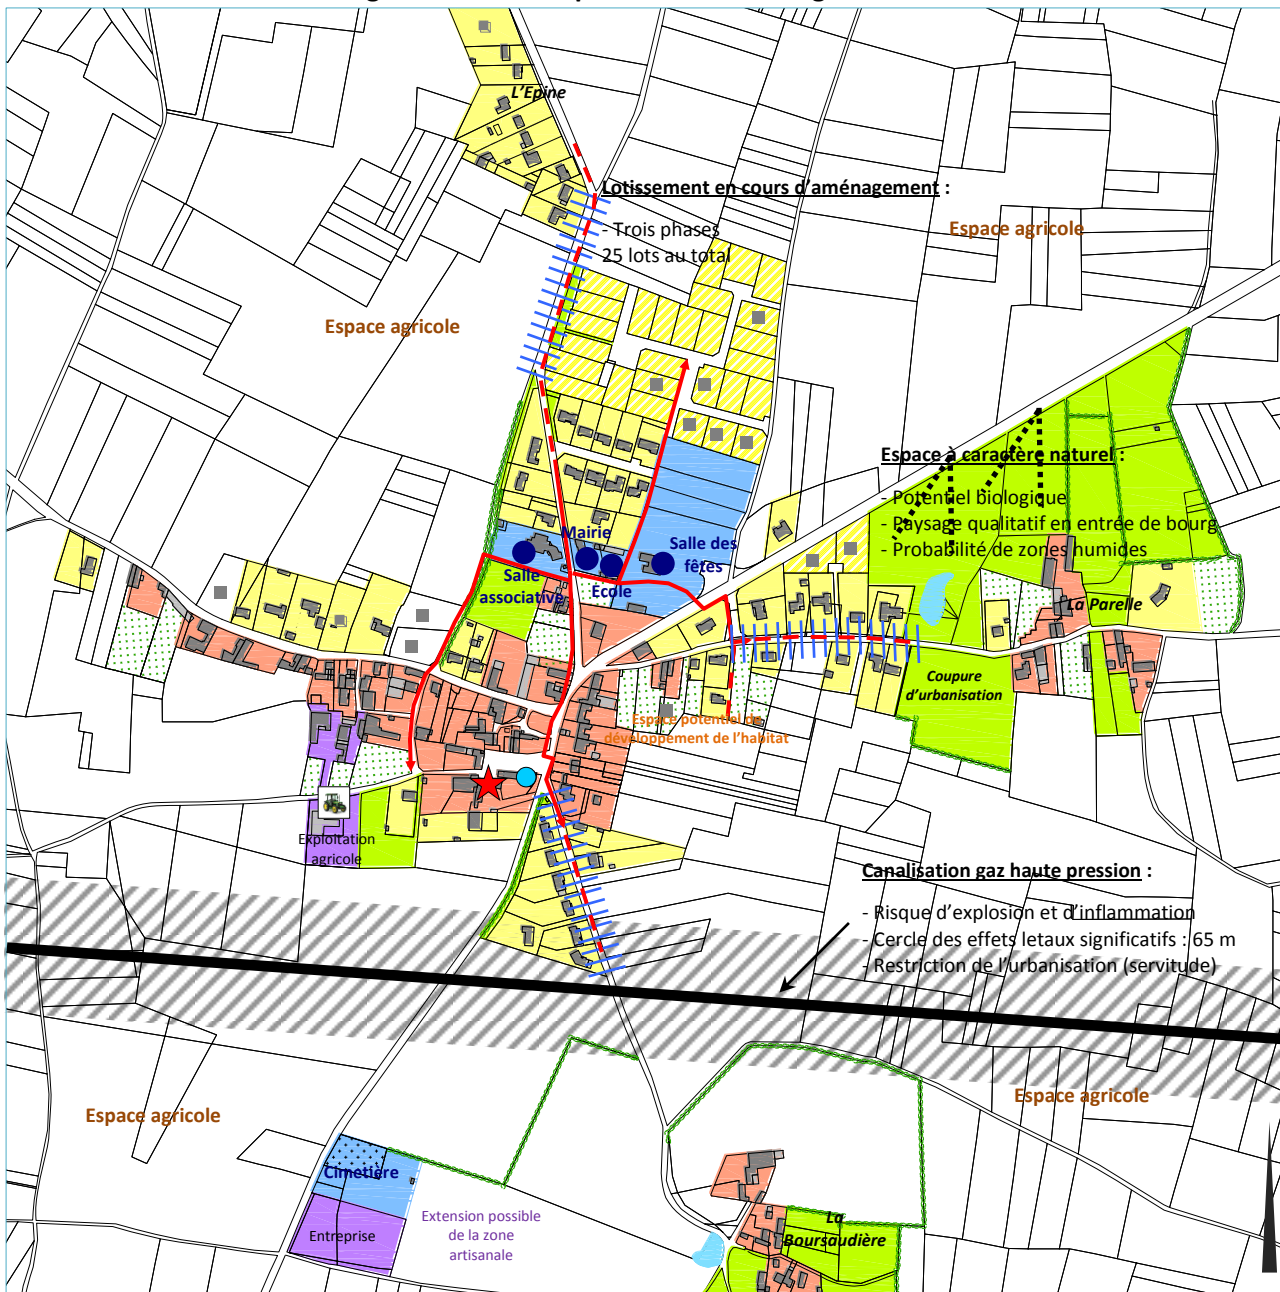 L'Epine
Lotissement en cours d'aménagement :
- Trois phases
25 lots au total
Espace agricole
Espace agricole
Espace à caractère naturel :
- Potentiel biologique
- Paysage qualitatif en entrée de bourg
- Probabilité de zones humides
Mairie
Salle des
fêtes
Salle
associative
Ecole
La Parelle
Coupure
d'urbanisation
Espace potentiel de
développement de l'habitat
Exploitation
agricole
Canalisation gaz haute pression :
- Risque d'explosion et d'inflammation
- Cercle des effets letaux significatifs : 65 m
- Restriction de l'urbanisation (servitude)
Espace agricole
Espace agricole
Cimetière
Entreprise
Extension possible
de la zone
artisanale
La
Boursaudière